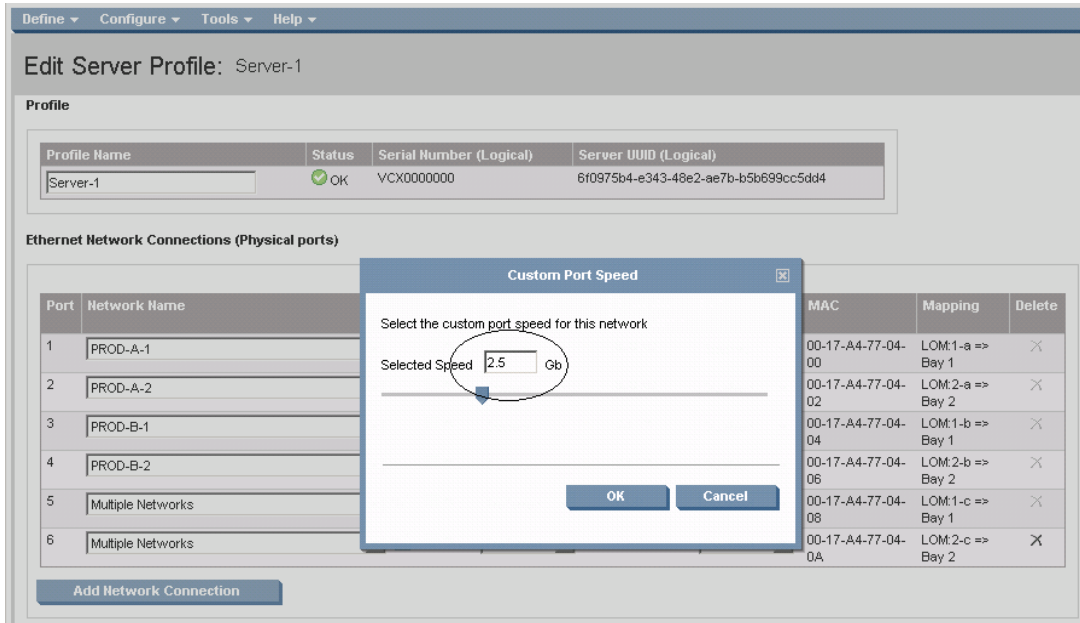 Define Configure Tools Help
Edit Server Profile: Server-1
Profile
Profile Name Status Serial Number (Logical) Server UUID (Logical)
Server-1 OK VCX0000000 6f0975b4-e343-48e2-ae7b-b5b699cc5dd4
Ethernet Network Connections (Physical ports)
Custom Port Speed
Select the custom port speed for this network
Selected Speed 2.5 Gb
OK Cancel
Port Network Name MAC Mapping Delete
1 PROD-A-1 00-17-A4-77-04- LOM:1-a =>
00 Bay 1
2 PROD-A-2 00-17-A4-77-04- LOM:2-a =>
02 Bay 2
3 PROD-B-1 00-17-A4-77-04- LOM:1-b =>
04 Bay 1
4 PROD-B-2 00-17-A4-77-04- LOM:2-b =>
06 Bay 2
5 Multiple Networks 00-17-A4-77-04- LOM:1-c =>
08 Bay 1
6 Multiple Networks 00-17-A4-77-04- LOM:2-c =>
0A Bay 2
Add Network Connection